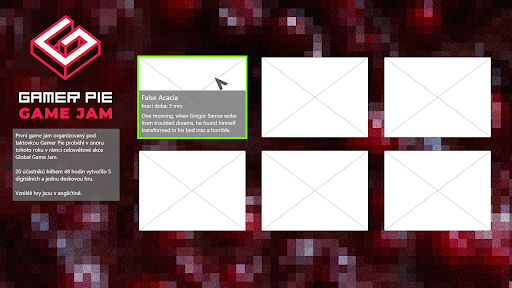 GAMER PIE
GAME JAM
První game jam organizovaný pod
taktovkou Gamer Pie proběhl v únoru
tohoto roku v rámci celosvětové akce
Global Game Jam.
20 účastníků během 48 hodin vytvořilo 5
digitálních a jednu deskovou hru.
Vzniklé hry jsou v angličtině.
False Acacia
hrací doba: 5 min
One morning, when Gregor Samsa woke
from troubled dreams, he found himself
transformed in his bed into a horrible.